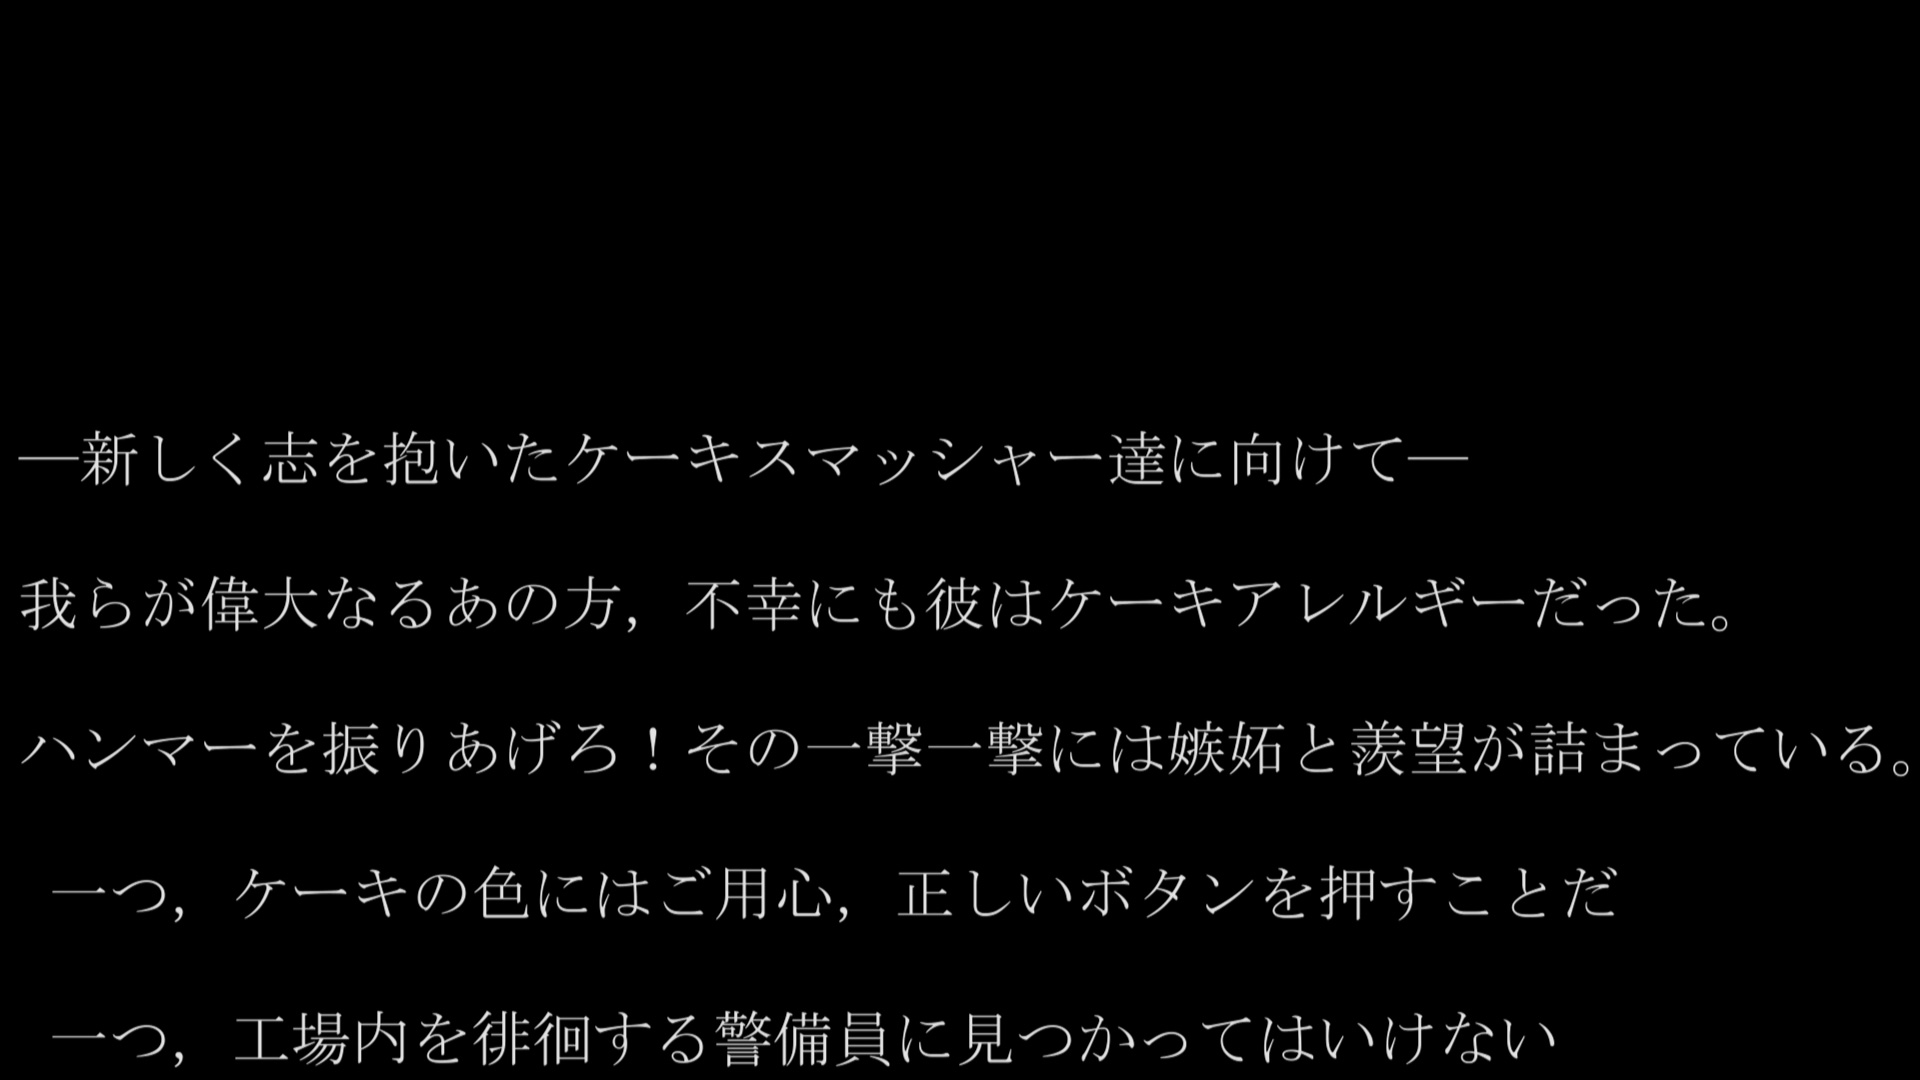 ―新しく志を抱いたケーキスマッシャー達に向けて―
我らが偉大なるあの方，不幸にも彼はケーキアレルギーだった。
ハンマーを振りあげろ！その一撃一撃には嫉妬と羨望が詰まっている。
一つ，ケーキの色にはご用心，正しいボタンを押すことだ
一つ，工場内を徘徊する警備員に見つかってはいけない